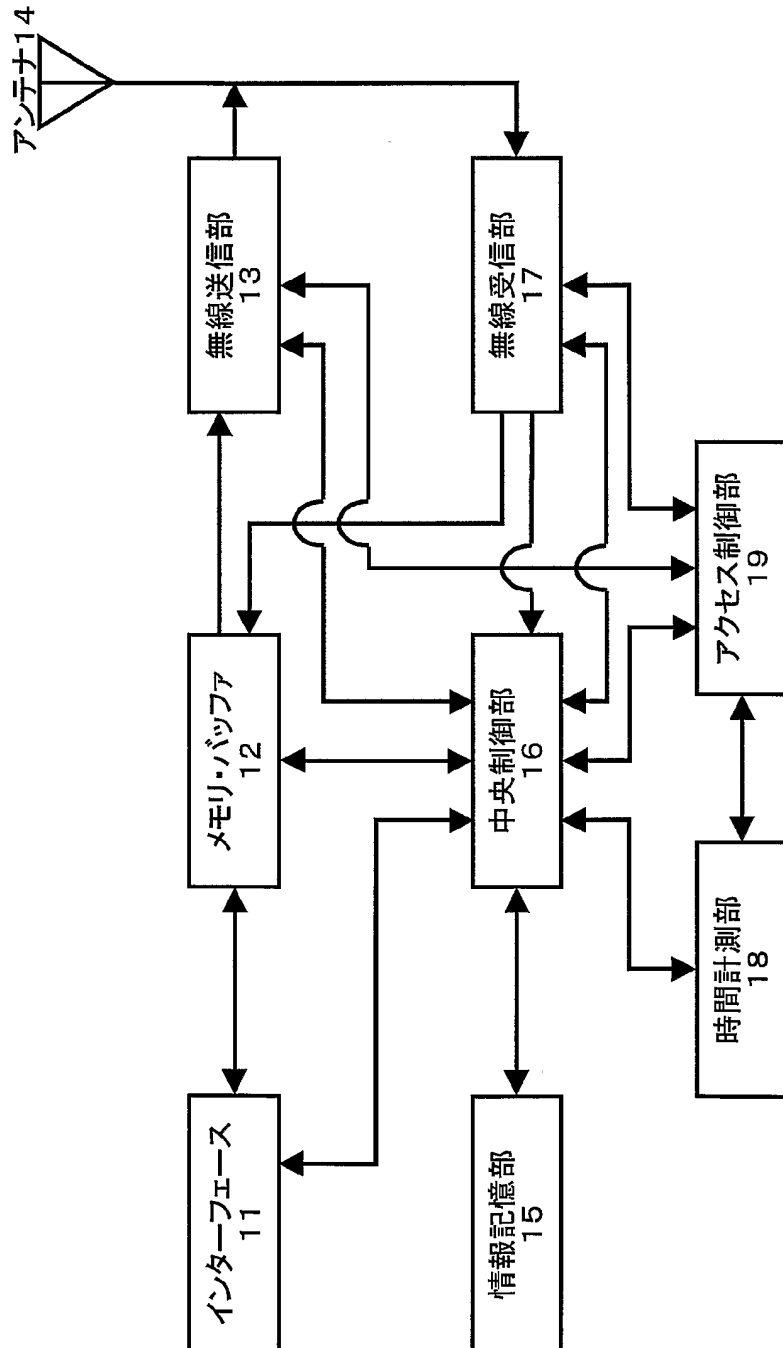 インターフェース
11
メモリ・バッファ
12
無線送信部
13
アンテナ14
情報記憶部
15
中央制御部
16
無線受信部
17
時間計測部
18
アクセス制御部
19